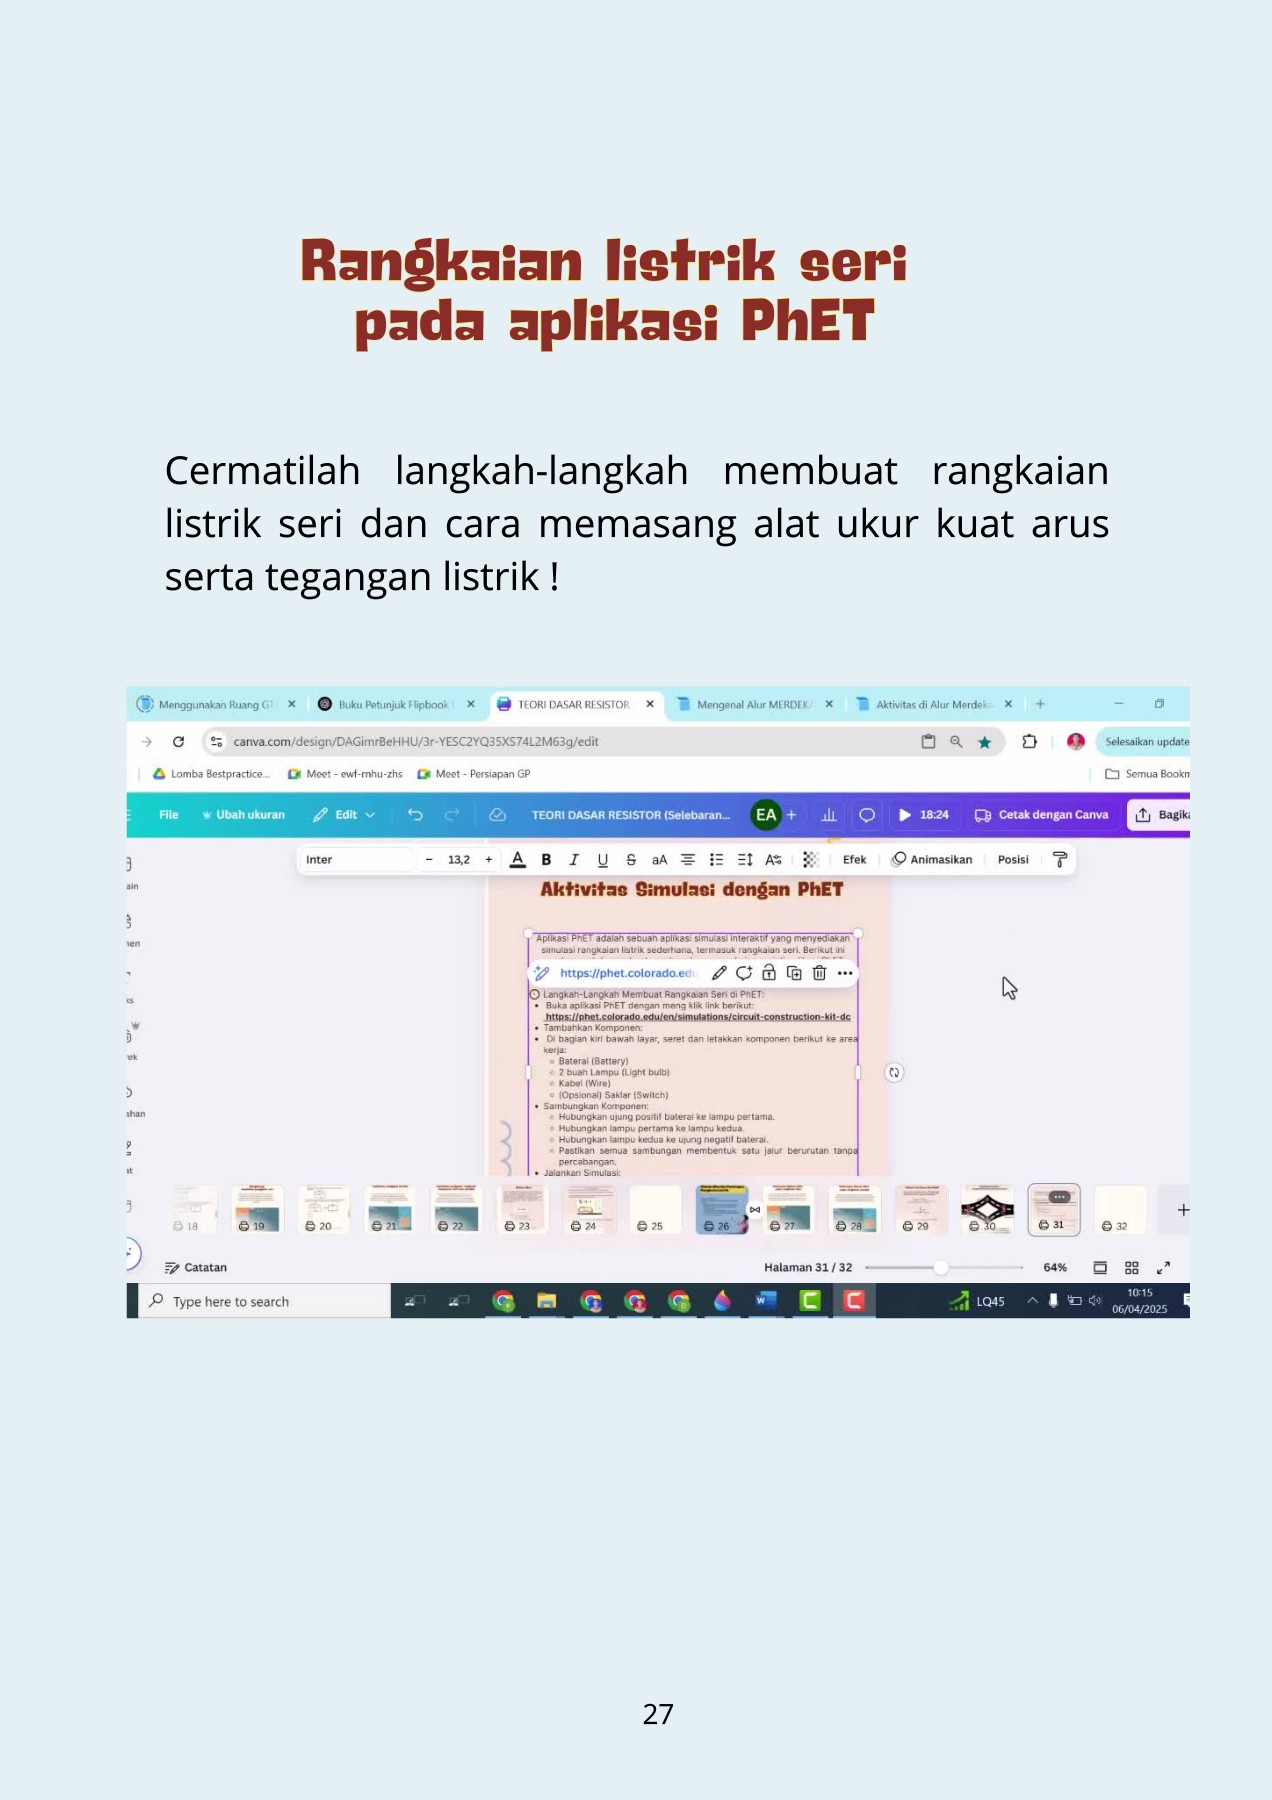 Rangkaian listrik seri
pada aplikasi PhET
Cermatilah langkah-langkah membuat rangkaian
listrik seri dan cara memasang alat ukur kuat arus
serta tegangan listrik !
Menggunakan Ruang GT
Buku Petunjuk Flipbook
TEORI DASAR RESISTOR
Mengenal Alur MERDEKA
Aktivitas di Alur Merdeka
canva.com/design/DAGimrBeHHU/3r-YESC2YQ35XS74L2M63g/edit
Selesaikan update
Lomba Bestpractice...
Meet - ewf-rnhu-zhs
Meet - Persiapan GP
Semua Bookm
File
Ubah ukuran
Edit
TEORI DASAR RESISTOR (Selebaran...
EA
18:24
Cetak dengan Canva
Bagika
Inter
– 13,2 +
A B I U S aA
Efek
Animasikan
Posisi
Aktivitas Simulasi dengan PhET
Aplikasi PhET adalah sebuah aplikasi simulasi interaktif yang menyediakan
simulasi rangkaian listrik sederhana, termasuk rangkaian seri. Berikut ini
https://phet.colorado.edu
Langkah-Langkah Membuat Rangkaian Seri di PhET:
• Buka aplikasi PhET dengan meng klik link berikut:
https://phet.colorado.edu/en/simulations/circuit-construction-kit-dc
• Tambahkan Komponen:
• Di bagian kiri bawah layar, seret dan letakkan komponen berikut ke area
kerja:
Baterai (Battery)
2 buah Lampu (Light bulb)
Kabel (Wire)
(Opsional) Saklar (Switch)
• Sambungkan Komponen:
Hubungkan ujung positif baterai ke lampu pertama.
Hubungkan lampu pertama ke lampu kedua.
Hubungkan lampu kedua ke ujung negatif baterai.
Pastikan semua sambungan membentuk satu jalur berurutan tanpa
percabangan.
• Jalankan Simulasi:
18 19 20 21 22 23 24 25 26 27 28 29 30 31 32
Catatan
Halaman 31 / 32
64%
Type here to search
LQ45
10:15
06/04/2025
27